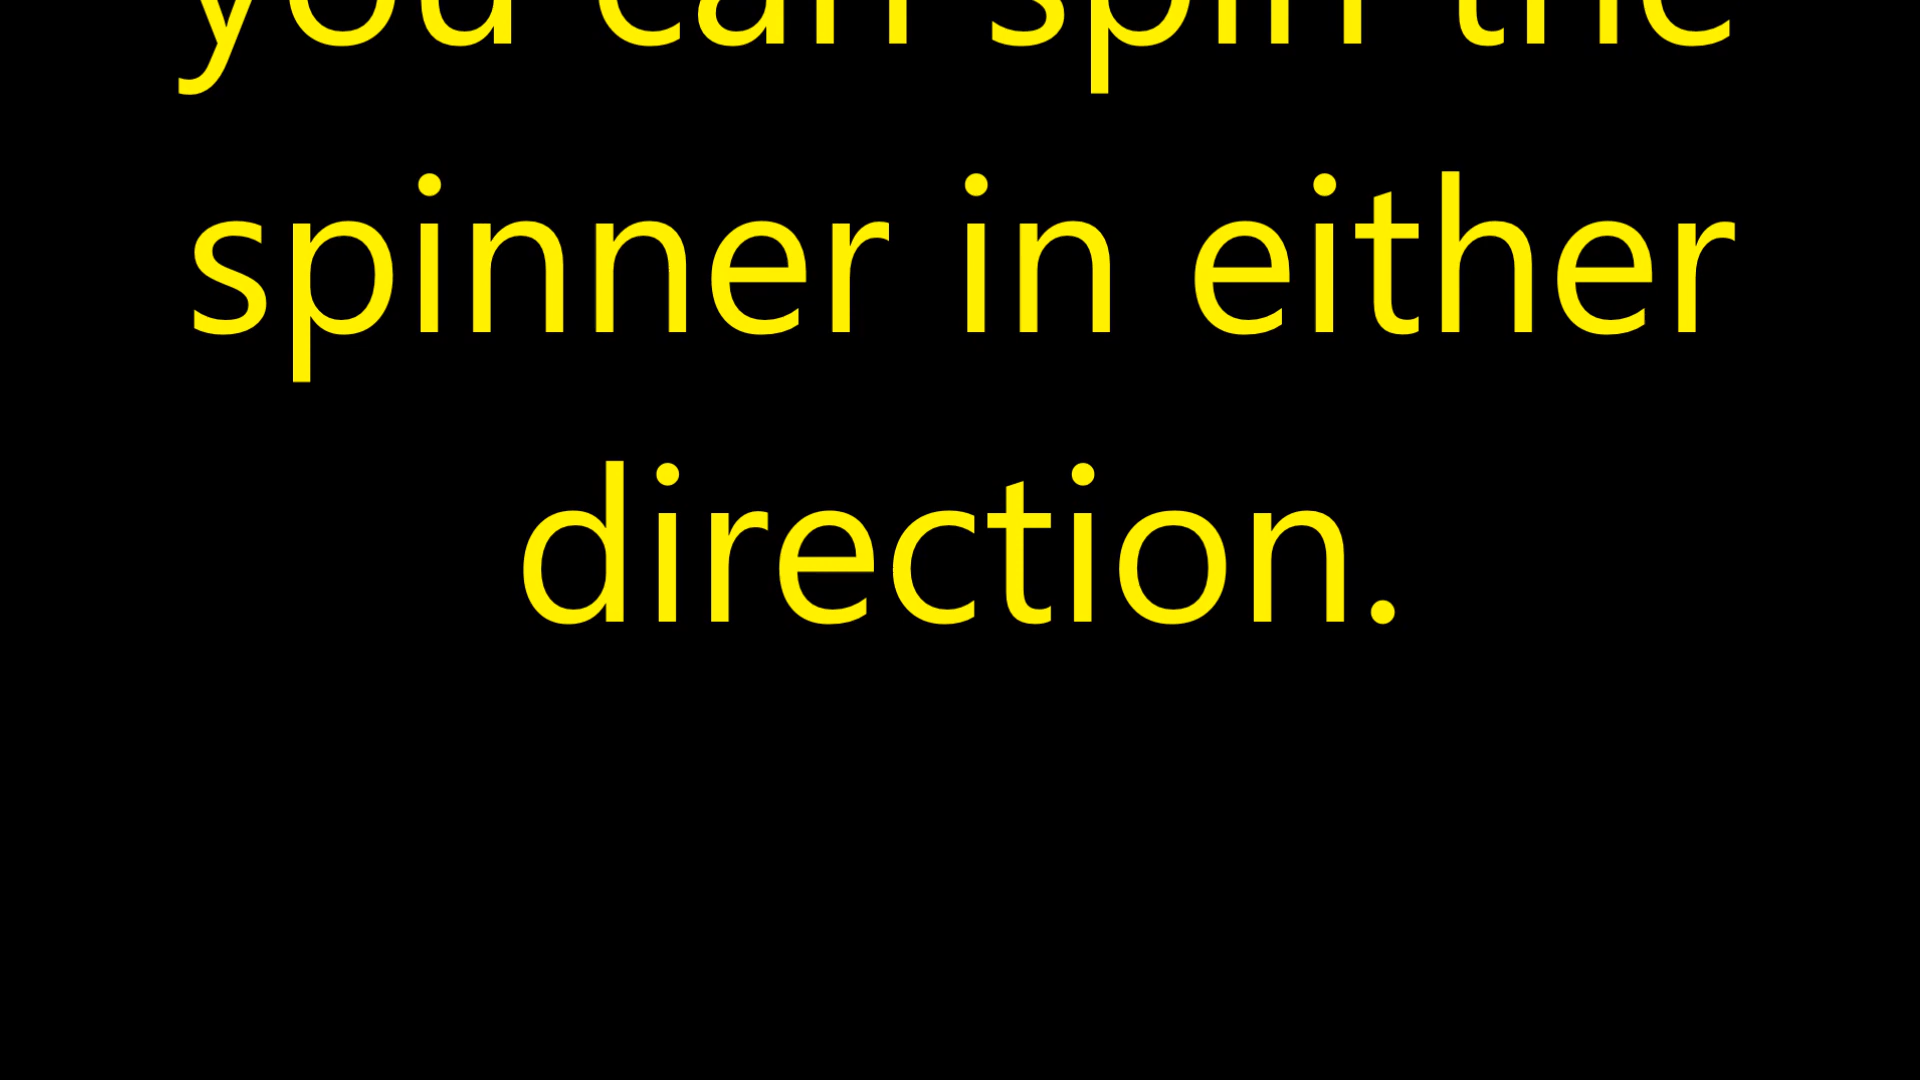 you can spin the
spinner in either
direction.